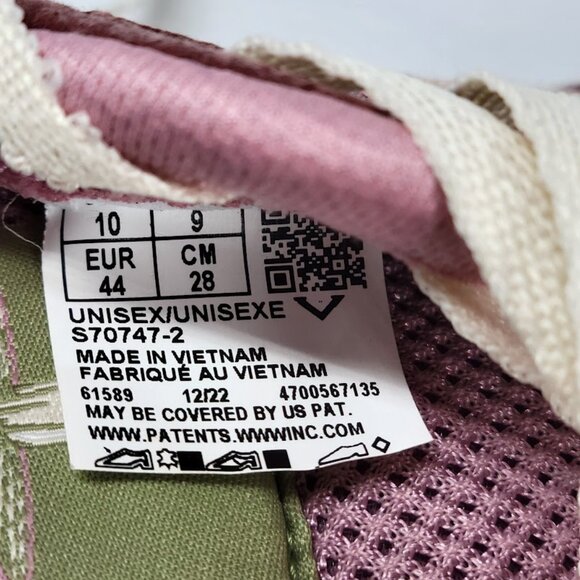 10 9
EUR CM
44 28
UNISEX/UNISEXE
S70747-2
MADE IN VIETNAM
FABRIQUÉ AU VIETNAM
61589 12/22 4700567135
MAY BE COVERED BY US PAT.
WWW.PATENTS.WWWINC.COM